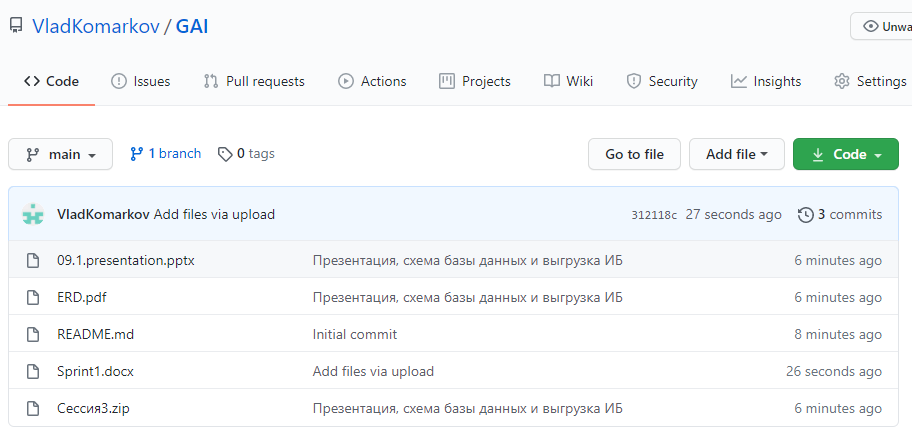 VladKomarkov / GAI
Unwa
Code Issues Pull requests Actions Projects Wiki Security Insights Settings
main 1 branch 0 tags Go to file Add file Code
VladKomarkov Add files via upload 312118c 27 seconds ago 3 commits
09.1.presentation.pptx Презентация, схема базы данных и выгрузка ИБ 6 minutes ago
ERD.pdf Презентация, схема базы данных и выгрузка ИБ 6 minutes ago
README.md Initial commit 8 minutes ago
Sprint1.docx Add files via upload 26 seconds ago
Сессия3.zip Презентация, схема базы данных и выгрузка ИБ 6 minutes ago